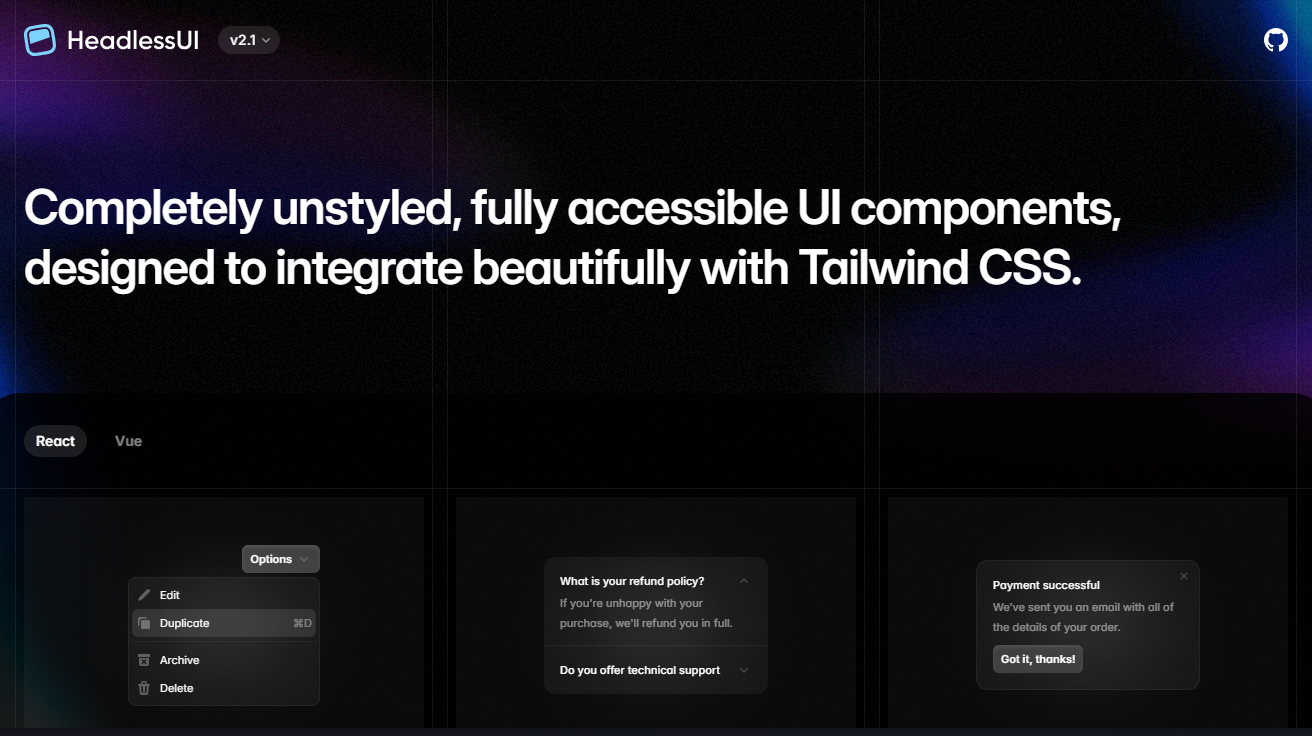 HeadlessUI
v2.1
Completely unstyled, fully accessible UI components,
designed to integrate beautifully with Tailwind CSS.
React
Vue
Options
Edit
Duplicate ⌘D
Archive
Delete
What is your refund policy?
If you're unhappy with your
purchase, we'll refund you in full.
Do you offer technical support
Payment successful
We've sent you an email with all of
the details of your order.
Got it, thanks!